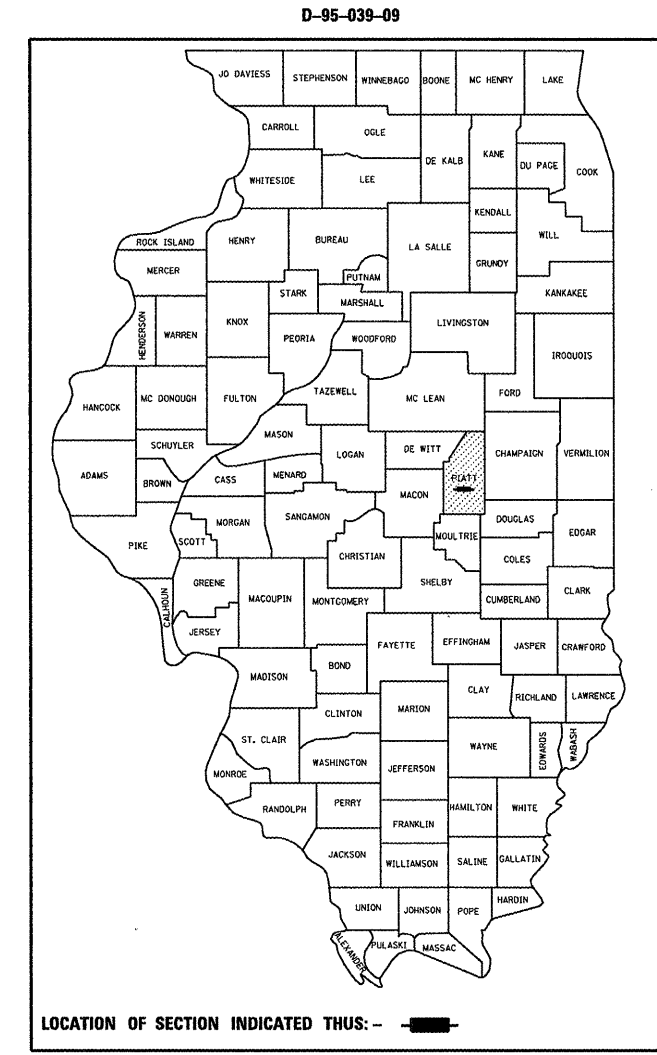 D-95-039-09
JO DAVIESS
STEPHENSON
WINNEBAGO
BOONE
MC HENRY
LAKE
CARROLL
OGLE
DE KALB
KANE
DU PAGE
COOK
WHITESIDE
LEE
KENDALL
WILL
ROCK ISLAND
HENRY
BUREAU
LA SALLE
GRUNDY
MERCER
PUTNAM
STARK
MARSHALL
KANKAKEE
HENDERSON
WARREN
KNOX
PEORIA
WOODFORD
LIVINGSTON
IROQUOIS
HANCOCK
MC DONOUGH
FULTON
TAZEWELL
MC LEAN
FORD
MASON
SCHUYLER
LOGAN
DE WITT
CHAMPAIGN
VERMILION
ADAMS
BROWN
CASS
MENARD
MACON
PIATT
MORGAN
SANGAMON
DOUGLAS
PIKE
SCOTT
CHRISTIAN
MOULTRIE
EDGAR
COLES
GREENE
MACOUPIN
MONTGOMERY
SHELBY
CUMBERLAND
CLARK
CALHOUN
JERSEY
FAYETTE
EFFINGHAM
JASPER
CRAWFORD
MADISON
BOND
CLAY
RICHLAND
LAWRENCE
CLINTON
MARION
ST. CLAIR
WAYNE
EDWARDS
WABASH
WASHINGTON
JEFFERSON
MONROE
RANDOLPH
PERRY
HAMILTON
WHITE
FRANKLIN
JACKSON
WILLIAMSON
SALINE
GALLATIN
UNION
JOHNSON
POPE
HARDIN
ALEXANDER
PULASKI
MASSAC
LOCATION OF SECTION INDICATED THUS: -